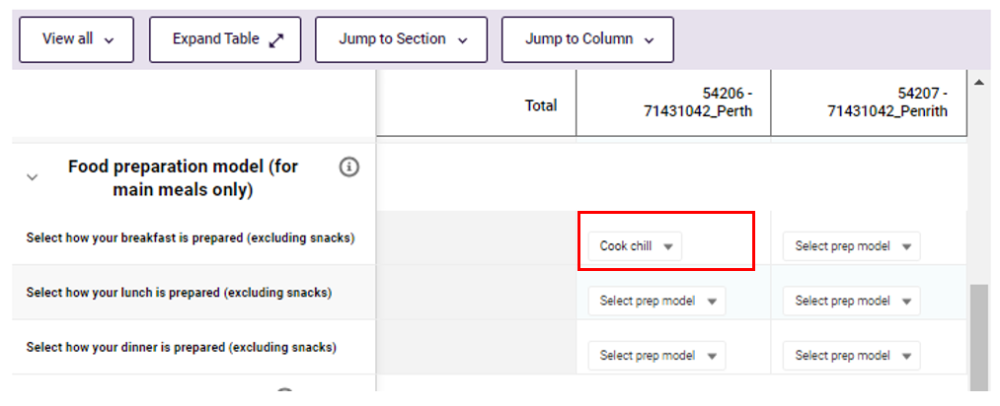 View all
Expand Table
Jump to Section
Jump to Column
Total
54206 -
71431042_Perth
54207 -
71431042_Penrith
Food preparation model (for
main meals only)
Select how your breakfast is prepared (excluding snacks)
Cook chill
Select prep model
Select how your lunch is prepared (excluding snacks)
Select prep model
Select prep model
Select how your dinner is prepared (excluding snacks)
Select prep model
Select prep model